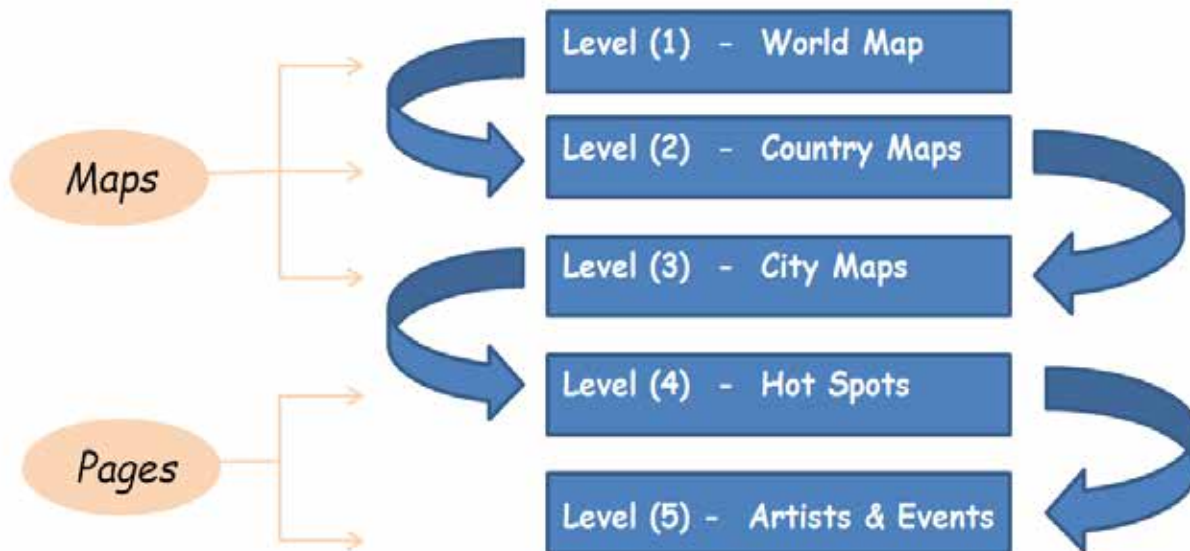 Level (1) - World Map
Level (2) - Country Maps
Maps
Level (3) - City Maps
Level (4) - Hot Spots
Pages
Level (5) - Artists & Events